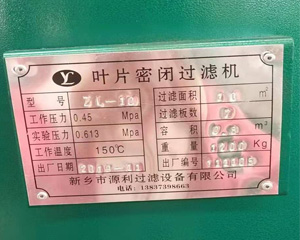 叶片密闭过滤机
型号 过滤面积 m²
工作压力 0.45 Mpa 过滤板数 7
实验压力 0.613 Mpa 容积 m³
工作温度 150℃ 重量 Kg
出厂日期 出厂编号
新乡市源利过滤设备有限公司
电话:13837398663